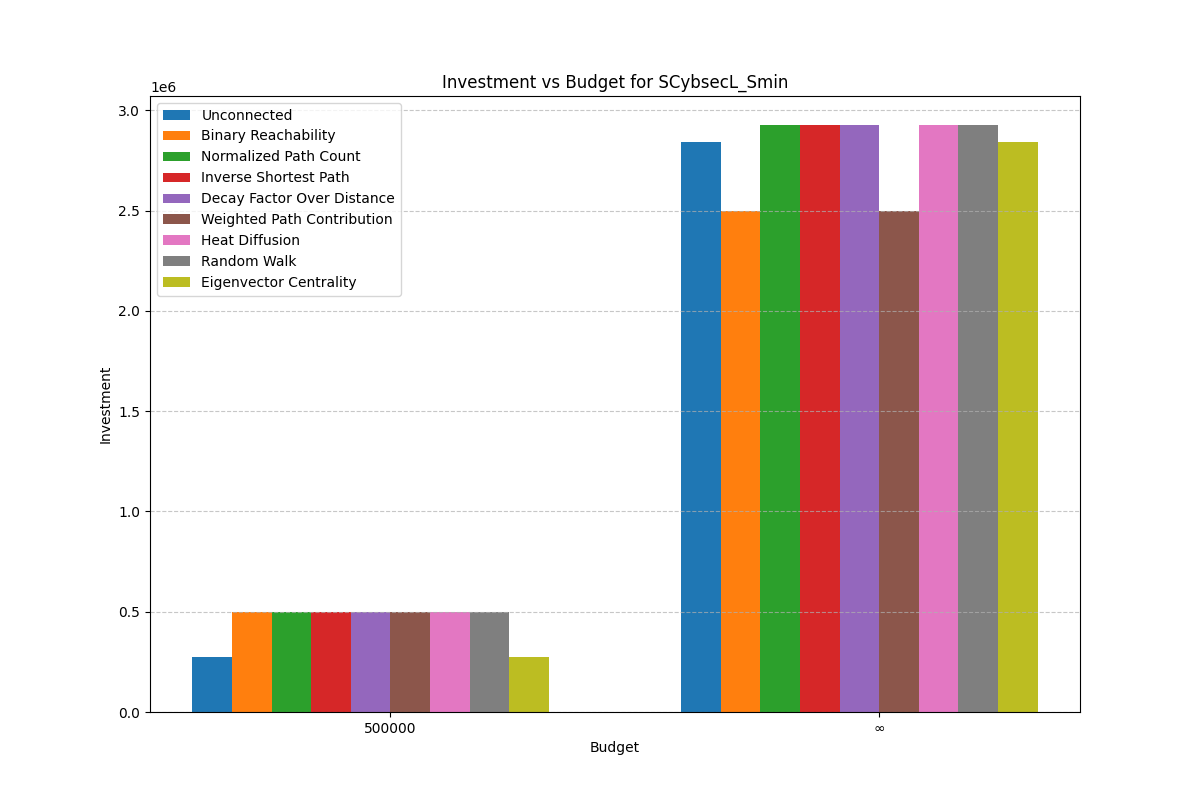 Investment vs Budget for SCybsecL_Smin
1e6
3.0
2.5
2.0
1.5
1.0
0.5
0.0
Investment
Unconnected
Binary Reachability
Normalized Path Count
Inverse Shortest Path
Decay Factor Over Distance
Weighted Path Contribution
Heat Diffusion
Random Walk
Eigenvector Centrality
500000
∞
Budget